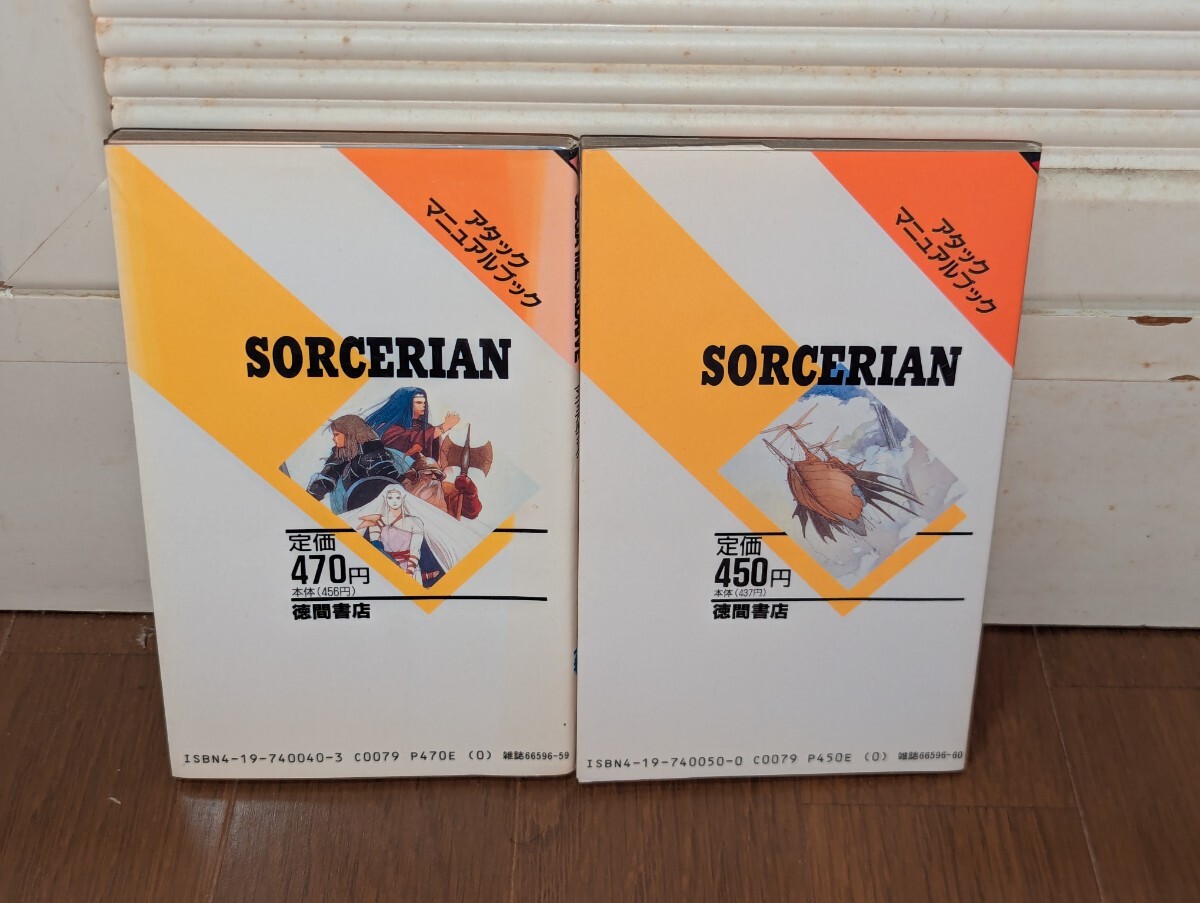 アタック
マニュアルブック
SORCERIAN
定価
470円
本体(456円)
徳間書店
ISBN4-19-740040-3 C0079 P470E (0) 雑誌66596-59
アタック
マニュアルブック
SORCERIAN
定価
450円
本体(437円)
徳間書店
ISBN4-19-740050-0 C0079 P450E (0) 雑誌66596-60